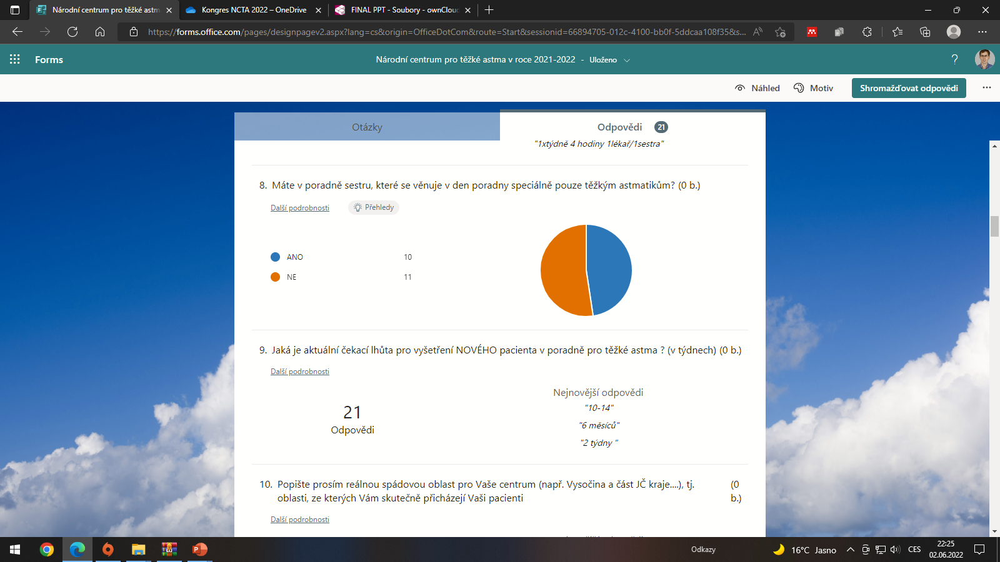 Národní centrum pro těžké astm
Kongres NCTA 2022 – OneDrive
FINAL PPT - Soubory - ownCloud
https://forms.office.com/pages/designpagev2.aspx?lang=cs&origin=OfficeDotCom&route=Start&sessionid=66894705-012c-4100-bb0f-5ddcaa108f35&s...
Forms
Národní centrum pro těžké astma v roce 2021-2022 - Uloženo
?
Náhled
Motiv
Shromažďovat odpovědi
Otázky
Odpovědi 21
"1xtýdně 4 hodiny 1lékař/1sestra"
8. Máte v poradně sestru, které se věnuje v den poradny speciálně pouze těžkým astmatikům? (0 b.)
Další podrobnosti
Přehledy
ANO 10
NE 11
9. Jaká je aktuální čekací lhůta pro vyšetření NOVÉHO pacienta v poradně pro těžké astma ? (v týdnech) (0 b.)
Další podrobnosti
21
Odpovědi
Nejnovější odpovědi
"10-14"
"6 měsíců"
"2 týdny "
10. Popište prosím reálnou spádovou oblast pro Vaše centrum (např. Vysočina a část JČ kraje....), tj. (0
oblasti, ze kterých Vám skutečně přicházejí Vaši pacienti b.)
Další podrobnosti
Odkazy
16°C Jasno
CES
22:25
02.06.2022